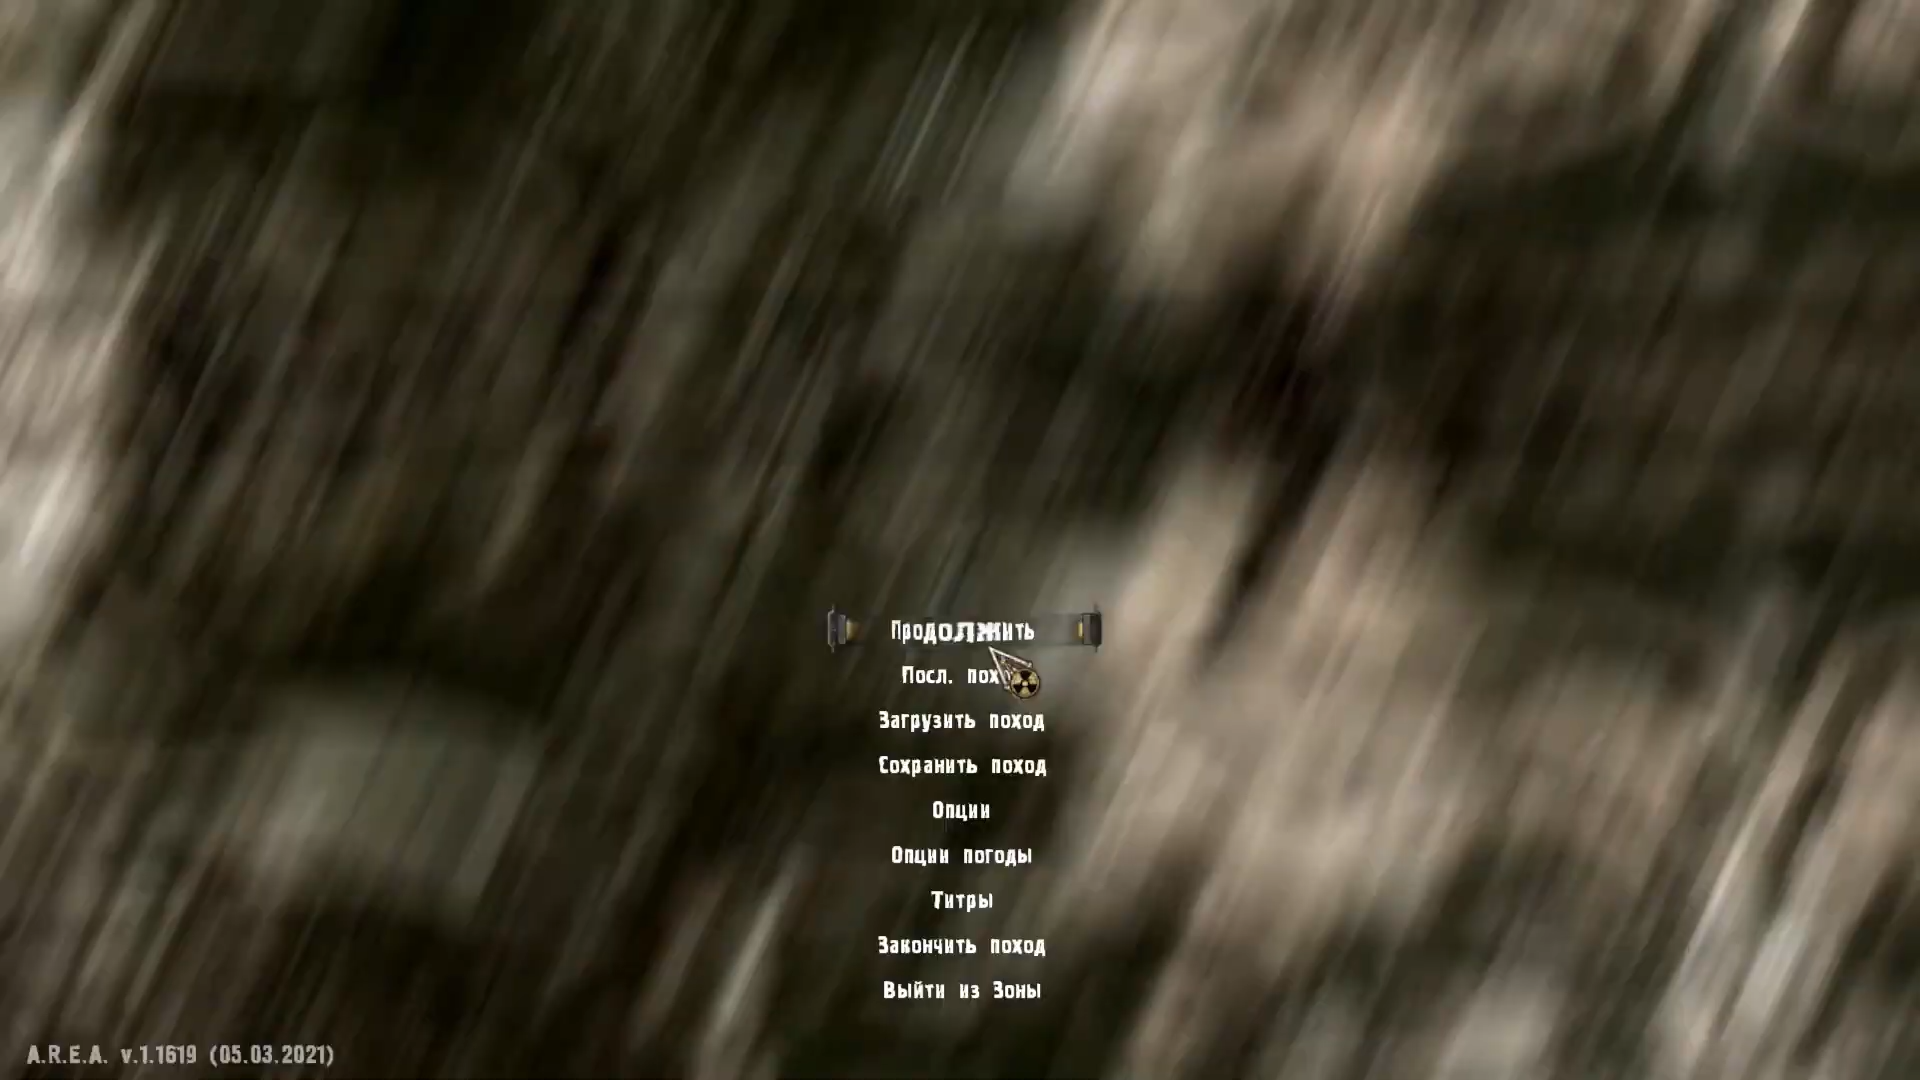 Продолжить
Посл.
Загрузить поход
Сохранить поход
Опции
Опции погоды
Титры
Закончить поход
Выйти из Зоны
A.R.E.A. v.1.1619 (05.03.2021)